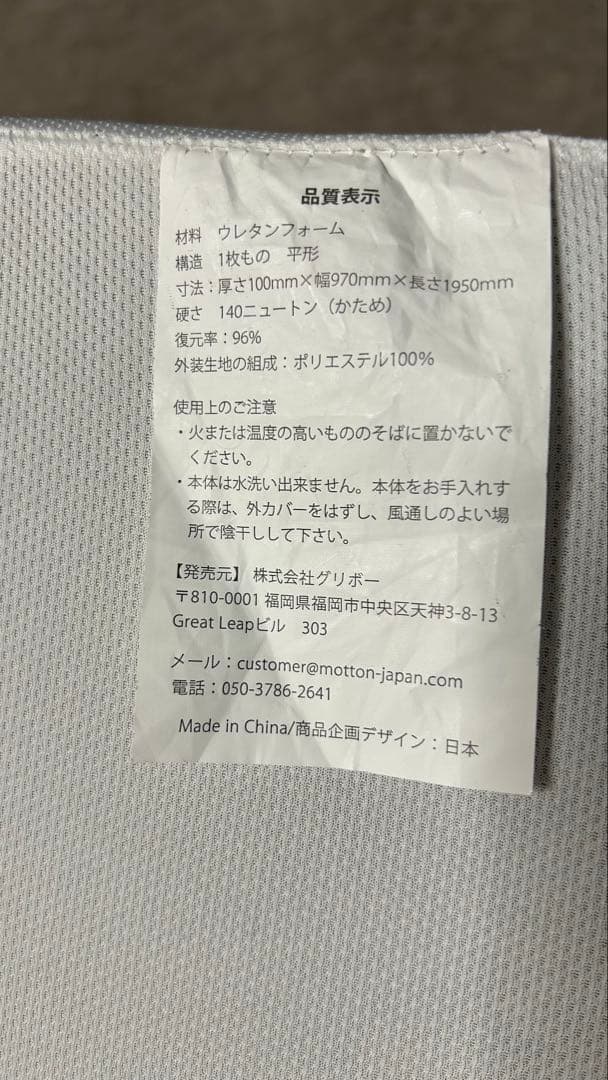 品質表示
材料　ウレタンフォーム
構造　1枚もの　平形
寸法：厚さ100mm×幅970mm×長さ1950mm
硬さ　140ニュートン（かため）
復元率：96%
外装生地の組成：ポリエステル100%
使用上のご注意
・火または温度の高いもののそばに置かないで
ください。
・本体は水洗い出来ません。本体をお手入れす
る際は、外カバーをはずし、風通しのよい場
所で陰干しして下さい。
【発売元】 株式会社グリボー
〒810-0001 福岡県福岡市中央区天神3-8-13
Great Leapビル　303
メール：customer@motton-japan.com
電話：050-3786-2641
Made in China/商品企画デザイン：日本